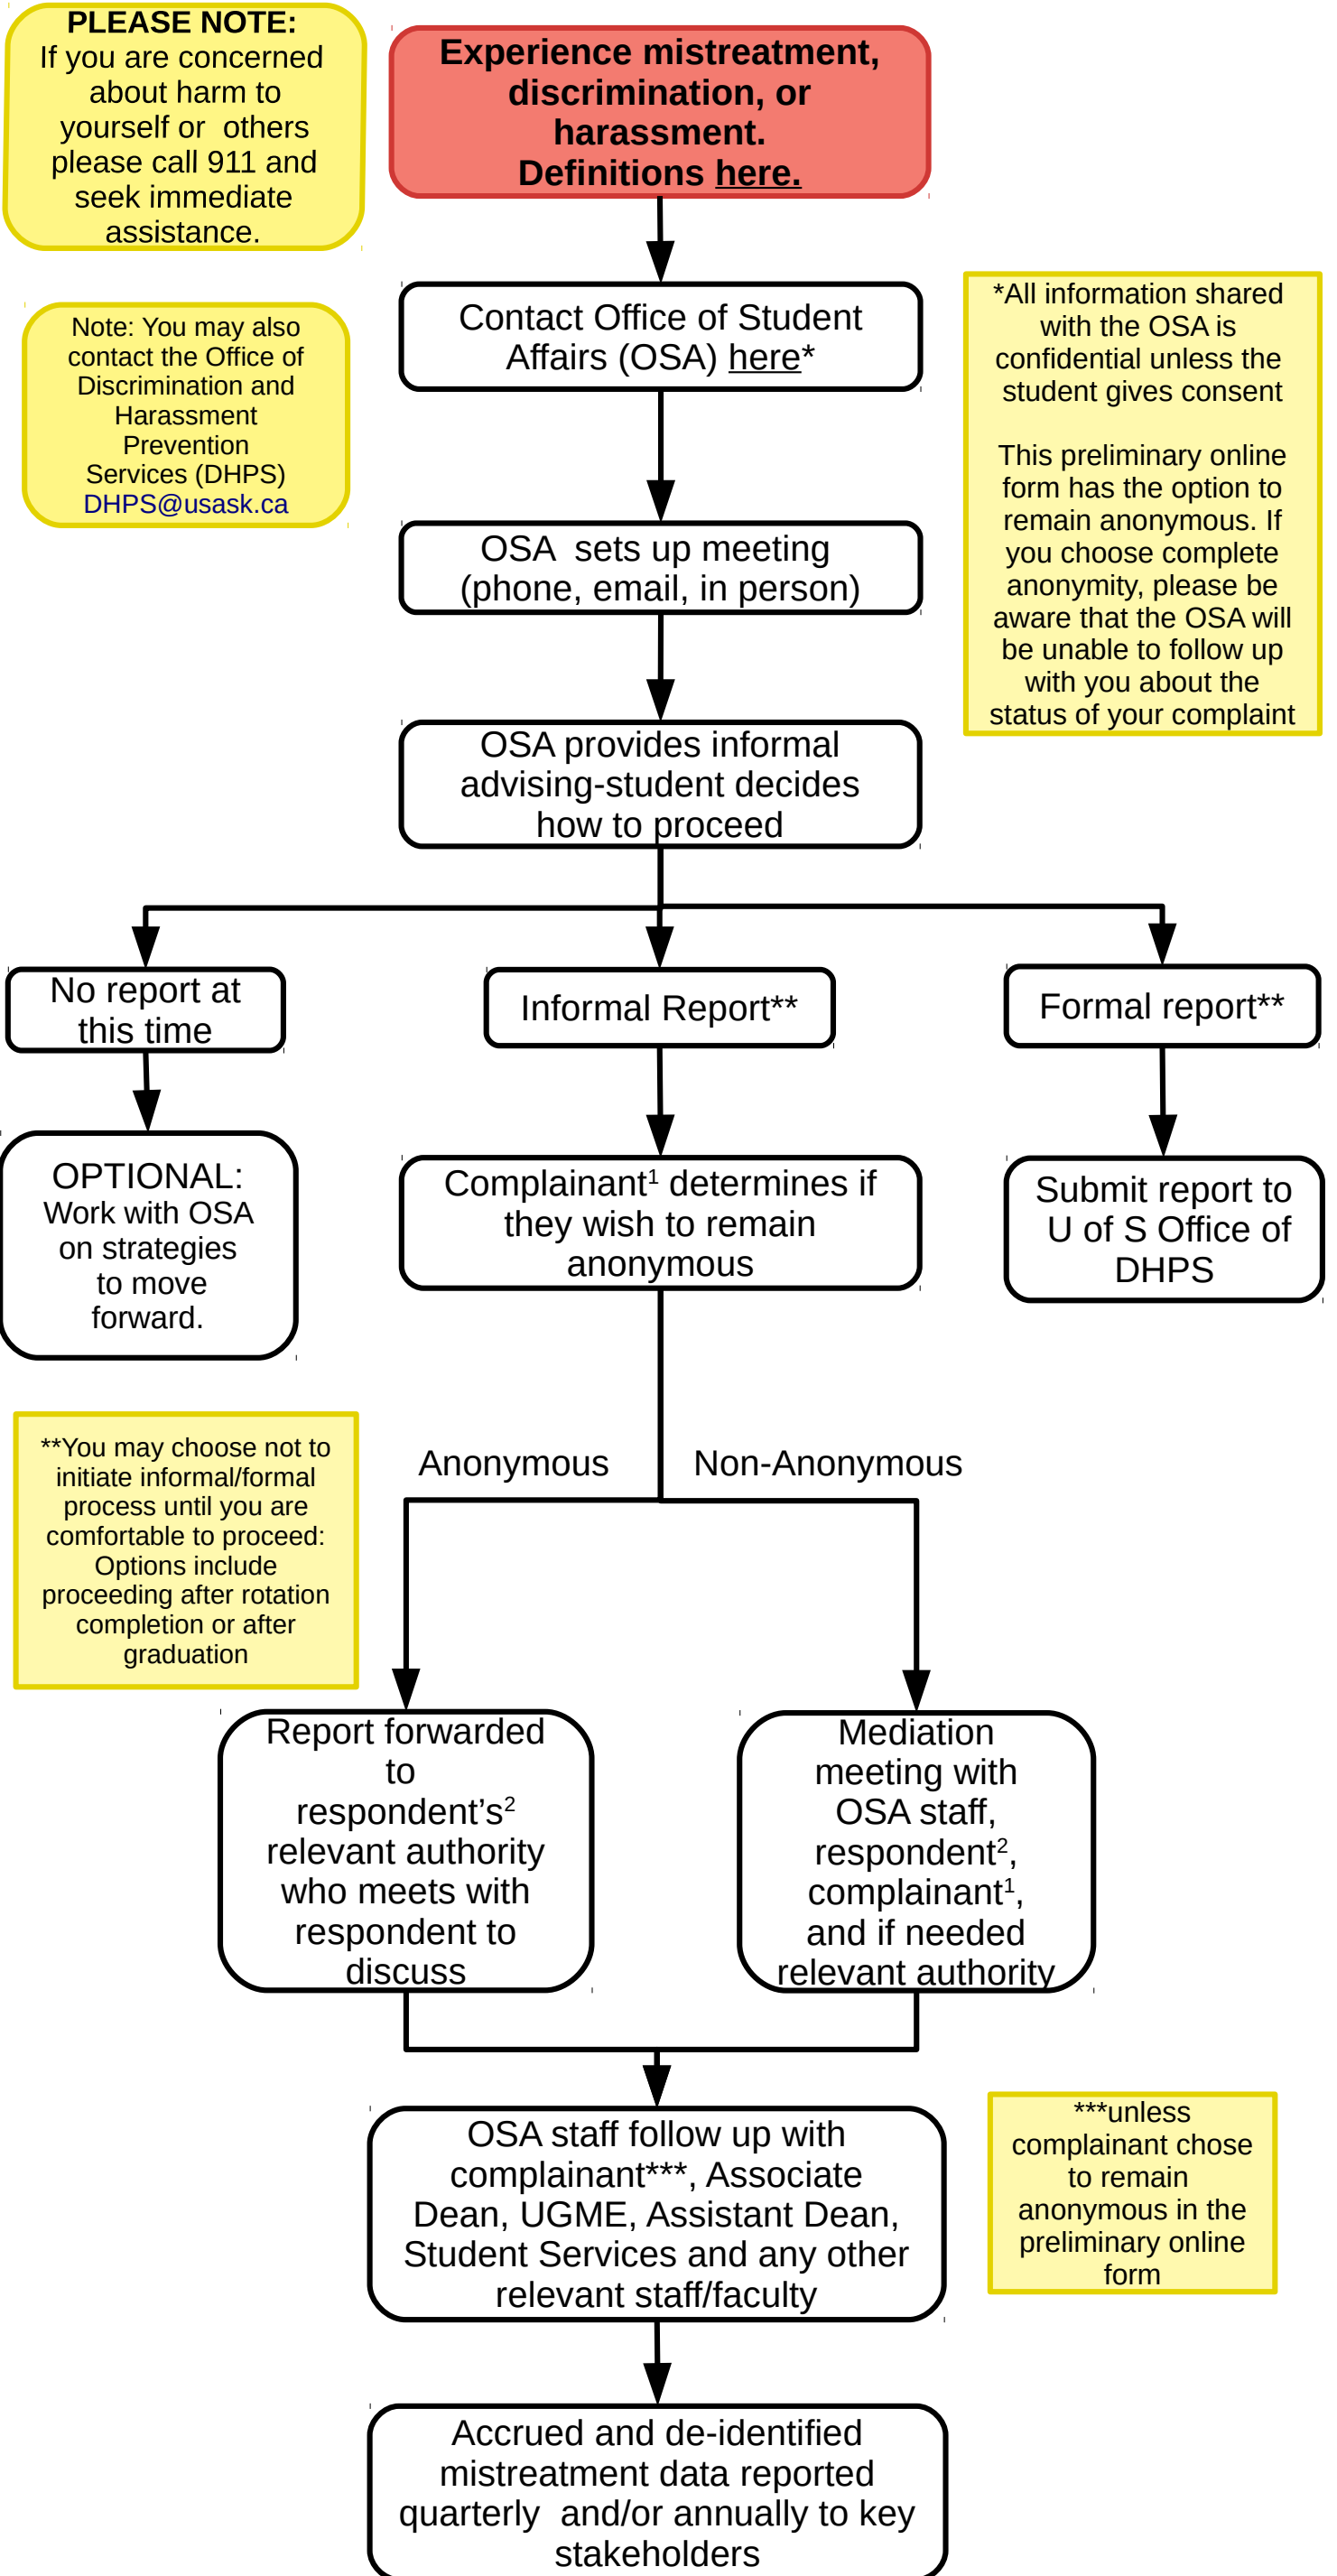 PLEASE NOTE:
If you are concerned
about harm to
yourself or  others
please call 911 and
seek immediate
assistance.
Experience mistreatment,
discrimination, or
harassment.
Definitions here.
Note: You may also
contact the Office of
Discrimination and
Harassment
Prevention
Services (DHPS)
DHPS@usask.ca
Contact Office of Student
Affairs (OSA) here*
*All information shared
with the OSA is
confidential unless the
student gives consent
This preliminary online
form has the option to
remain anonymous. If
you choose complete
anonymity, please be
aware that the OSA will
be unable to follow up
with you about the
status of your complaint
OSA  sets up meeting
(phone, email, in person)
OSA provides informal
advising-student decides
how to proceed
No report at
this time
Informal Report**
Formal report**
OPTIONAL:
Work with OSA
on strategies
to move
forward.
Complainant¹ determines if
they wish to remain
anonymous
Submit report to
U of S Office of
DHPS
**You may choose not to
initiate informal/formal
process until you are
comfortable to proceed:
Options include
proceeding after rotation
completion or after
graduation
Anonymous
Non-Anonymous
Report forwarded
to
respondent’s²
relevant authority
who meets with
respondent to
discuss
Mediation
meeting with
OSA staff,
respondent²,
complainant¹,
and if needed
relevant authority
OSA staff follow up with
complainant***, Associate
Dean, UGME, Assistant Dean,
Student Services and any other
relevant staff/faculty
***unless
complainant chose
to remain
anonymous in the
preliminary online
form
Accrued and de-identified
mistreatment data reported
quarterly  and/or annually to key
stakeholders